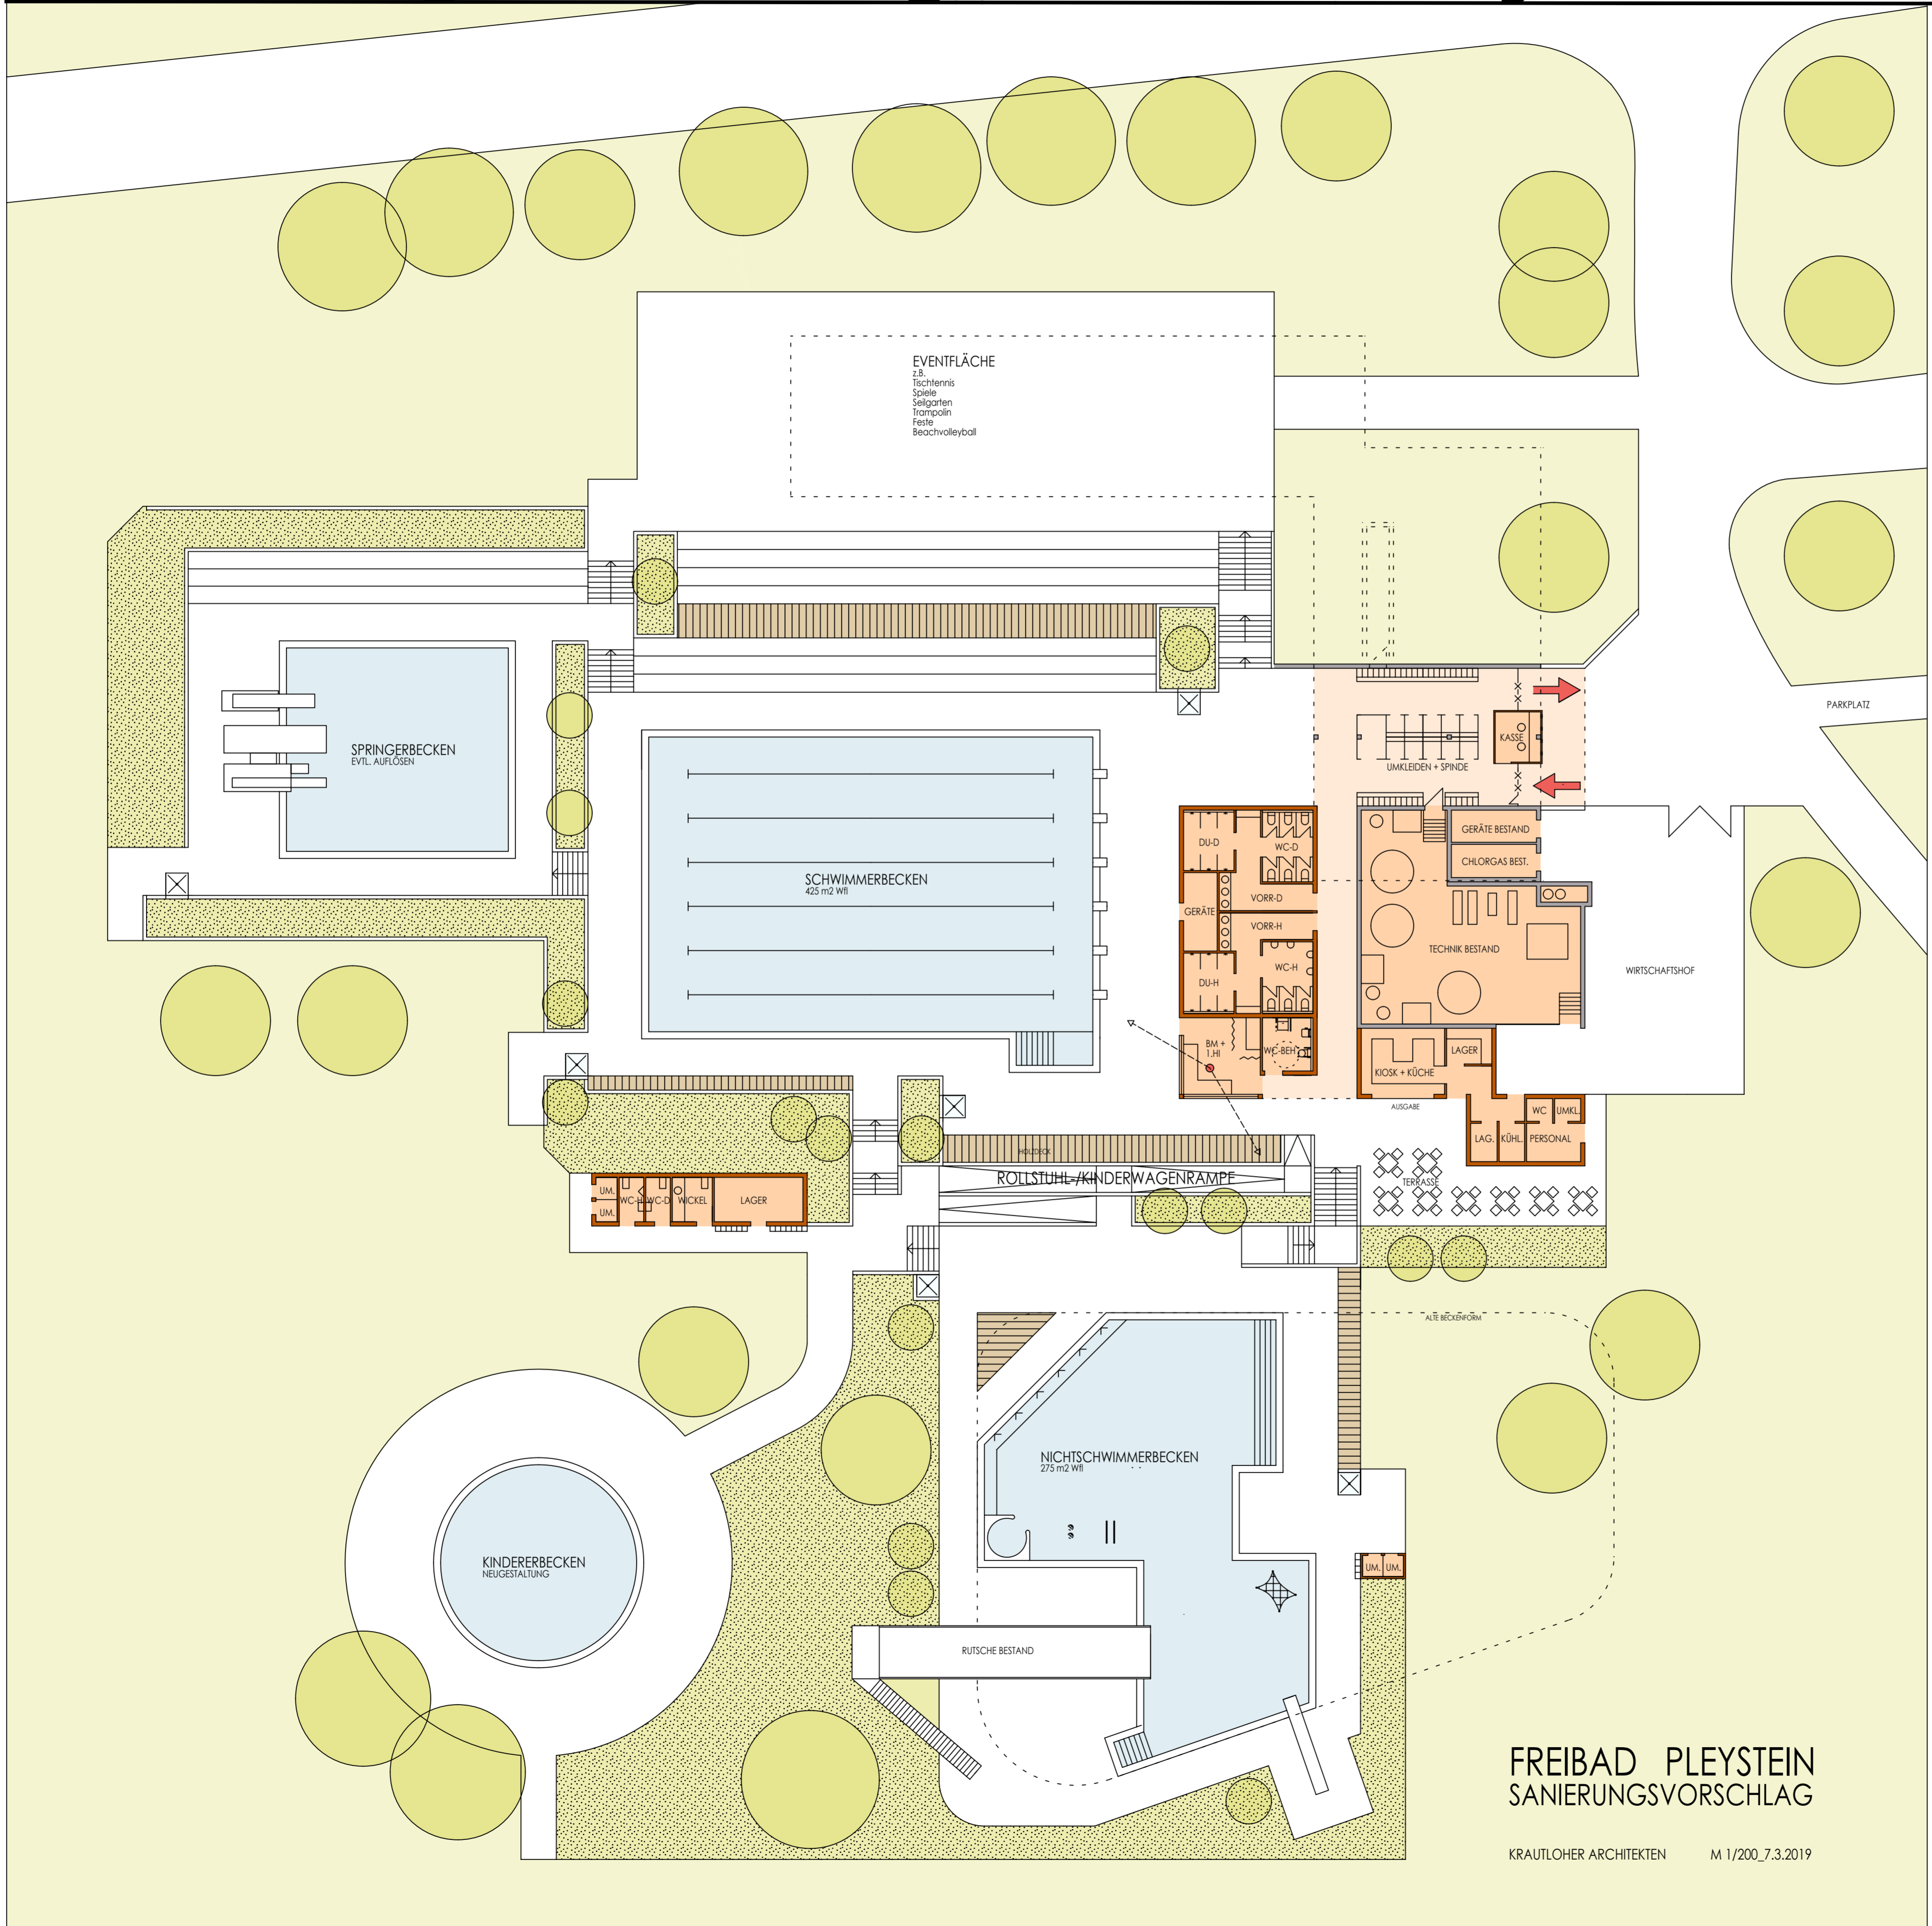 EVENTFLÄCHE
z.B.
Tischtennis
Spiele
Seilgarten
Trampolin
Feste
Beachvolleyball
PARKPLATZ
KASSE
UMKLEIDEN + SPINDE
SPRINGERBECKEN
EVTL. AUFLÖSEN
SCHWIMMERBECKEN
425 m2 Wfl
DU-D
WC-D
GERÄTE BESTAND
CHLORGAS BEST.
VORR-D
GERÄTE
VORR-H
TECHNIK BESTAND
WC-H
DU-H
WIRTSCHAFTSHOF
BM +
1.HI
WC-BEH
LAGER
KIOSK + KÜCHE
AUSGABE
WC
UMKL.
LAG.
KÜHL.
PERSONAL
HOLZDECK
ROLLSTUHL-/KINDERWAGENRAMPE
TERRASSE
UM.
WC-H
WC-D
WICKEL
LAGER
UM.
ALTE BECKENFORM
NICHTSCHWIMMERBECKEN
275 m2 Wfl
KINDERERBECKEN
NEUGESTALTUNG
UM.
UM.
RUTSCHE BESTAND
FREIBAD PLEYSTEIN
SANIERUNGSVORSCHLAG
KRAUTLOHER ARCHITEKTEN M 1/200_7.3.2019